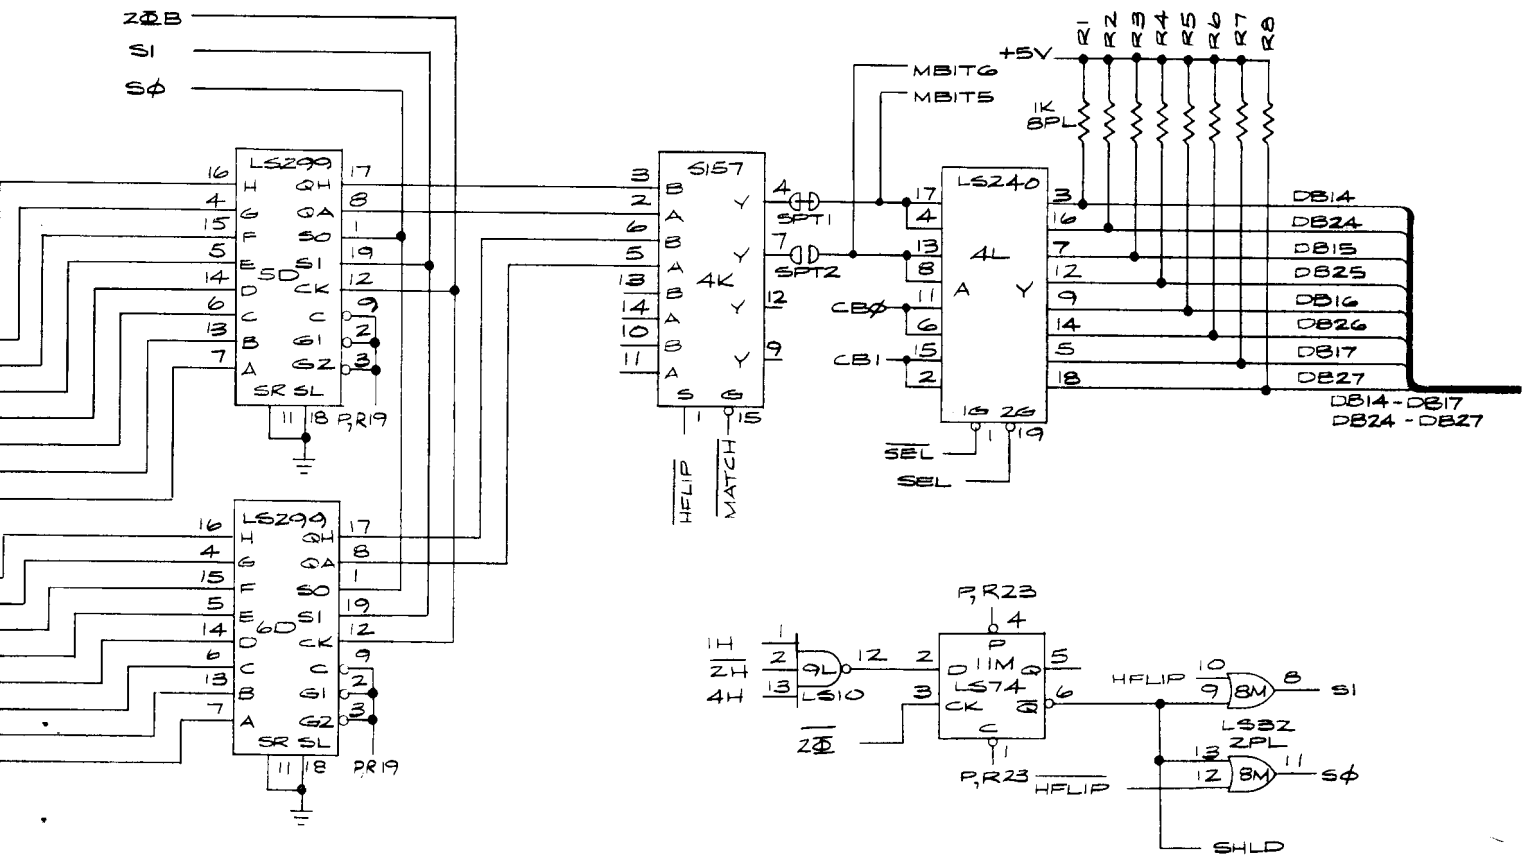 2ΦB
S1
SØ
LS299
5D
16 H QH 17
4 G QA 8
15 F S0 1
5 E S1 19
14 D CK 12
6 C C 9
13 B G1 2
7 A G2 3
SR SL
11 18 P,R19
LS299
6D
16 H QH 17
4 G QA 8
15 F S0 1
5 E S1 19
14 D CK 12
6 C C 9
13 B G1 2
7 A G2 3
SR SL
11 18 PR19
S157
4K
3 B Y 4
2 A
6 B Y 7
5 A
13 B Y 12
14 A
10 B Y 9
11 A
S G
1 15
HFLIP
MATCH
SPT1
SPT2
MBIT6
MBIT5
CBØ
CB1
LS240
4L
A Y
17 3
4 16
13 7
8 12
11 9
6 14
15 5
2 18
1G 2G
1 19
SEL
SEL
+5V
R1 R2 R3 R4 R5 R6 R7 R8
1K
8PL
DB14
DB24
DB15
DB25
DB16
DB26
DB17
DB27
DB14-DB17
DB24-DB27
1H 1
2H 2
4H 13
9L
LS10
12
2Φ
P,R23
4
P
2 D 11M Q 5
LS74
3 CK Q 6
C
1
P,R23
HFLIP 10
9
8M
8 S1
LS32
2PL
13
HFLIP 12
8M
11 SØ
SHLD